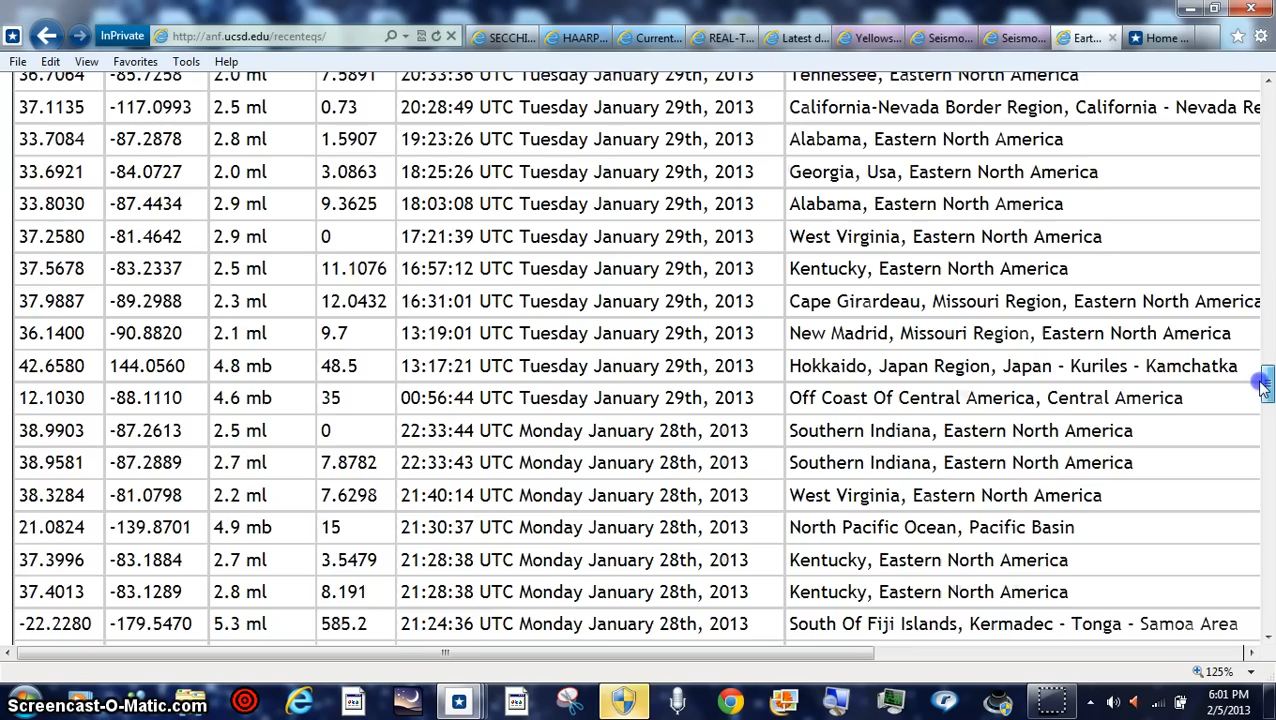 InPrivate http://anf.ucsd.edu/recenteqs/ SECCHI... HAARP... Current... REAL-T... Latest d... Yellows... Seismo... Seismo... Eart... Home ...
File Edit View Favorites Tools Help
36.7064 -85.7258 2.0 ml 7.5891 20:33:36 UTC Tuesday January 29th, 2013 Tennessee, Eastern North America
37.1135 -117.0993 2.5 ml 0.73 20:28:49 UTC Tuesday January 29th, 2013 California-Nevada Border Region, California - Nevada Re
33.7084 -87.2878 2.8 ml 1.5907 19:23:26 UTC Tuesday January 29th, 2013 Alabama, Eastern North America
33.6921 -84.0727 2.0 ml 3.0863 18:25:26 UTC Tuesday January 29th, 2013 Georgia, Usa, Eastern North America
33.8030 -87.4434 2.9 ml 9.3625 18:03:08 UTC Tuesday January 29th, 2013 Alabama, Eastern North America
37.2580 -81.4642 2.9 ml 0 17:21:39 UTC Tuesday January 29th, 2013 West Virginia, Eastern North America
37.5678 -83.2337 2.5 ml 11.1076 16:57:12 UTC Tuesday January 29th, 2013 Kentucky, Eastern North America
37.9887 -89.2988 2.3 ml 12.0432 16:31:01 UTC Tuesday January 29th, 2013 Cape Girardeau, Missouri Region, Eastern North America
36.1400 -90.8820 2.1 ml 9.7 13:19:01 UTC Tuesday January 29th, 2013 New Madrid, Missouri Region, Eastern North America
42.6580 144.0560 4.8 mb 48.5 13:17:21 UTC Tuesday January 29th, 2013 Hokkaido, Japan Region, Japan - Kuriles - Kamchatka
12.1030 -88.1110 4.6 mb 35 00:56:44 UTC Tuesday January 29th, 2013 Off Coast Of Central America, Central America
38.9903 -87.2613 2.5 ml 0 22:33:44 UTC Monday January 28th, 2013 Southern Indiana, Eastern North America
38.9581 -87.2889 2.7 ml 7.8782 22:33:43 UTC Monday January 28th, 2013 Southern Indiana, Eastern North America
38.3284 -81.0798 2.2 ml 7.6298 21:40:14 UTC Monday January 28th, 2013 West Virginia, Eastern North America
21.0824 -139.8701 4.9 mb 15 21:30:37 UTC Monday January 28th, 2013 North Pacific Ocean, Pacific Basin
37.3996 -83.1884 2.7 ml 3.5479 21:28:38 UTC Monday January 28th, 2013 Kentucky, Eastern North America
37.4013 -83.1289 2.8 ml 8.191 21:28:38 UTC Monday January 28th, 2013 Kentucky, Eastern North America
-22.2280 -179.5470 5.3 ml 585.2 21:24:36 UTC Monday January 28th, 2013 South Of Fiji Islands, Kermadec - Tonga - Samoa Area
125%
Screencast-O-Matic.com
6:01 PM
2/5/2013